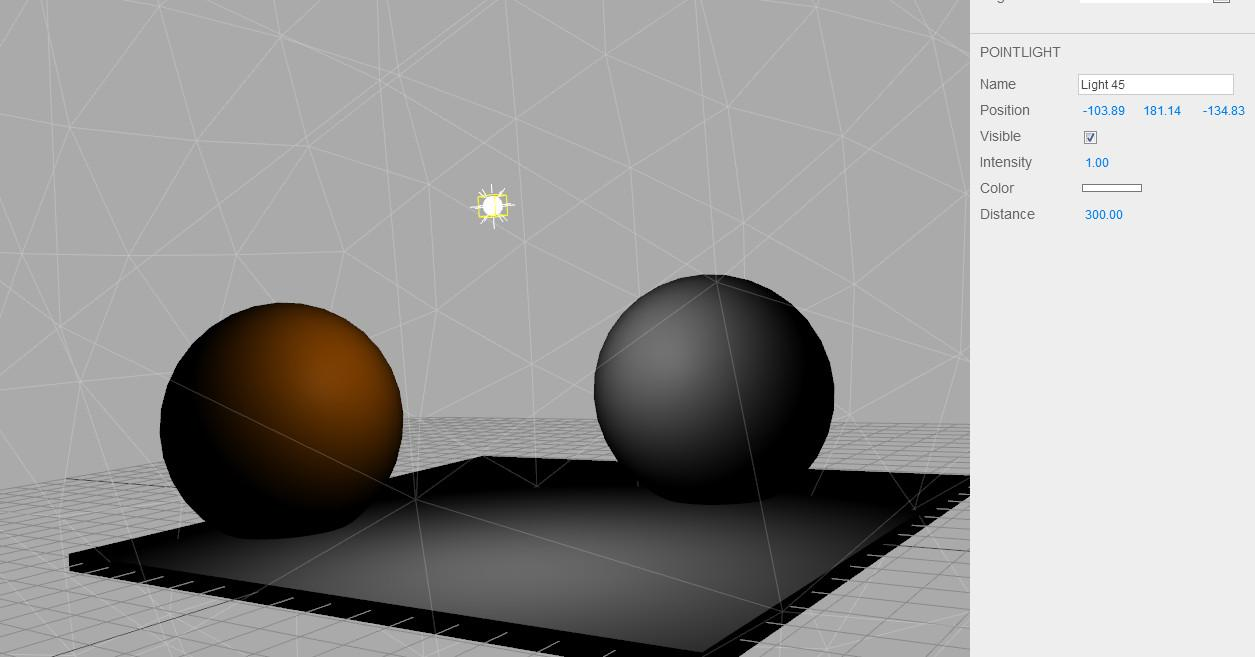 POINTLIGHT
Name Light 45
Position -103.89 181.14 -134.83
Visible
Intensity 1.00
Color
Distance 300.00